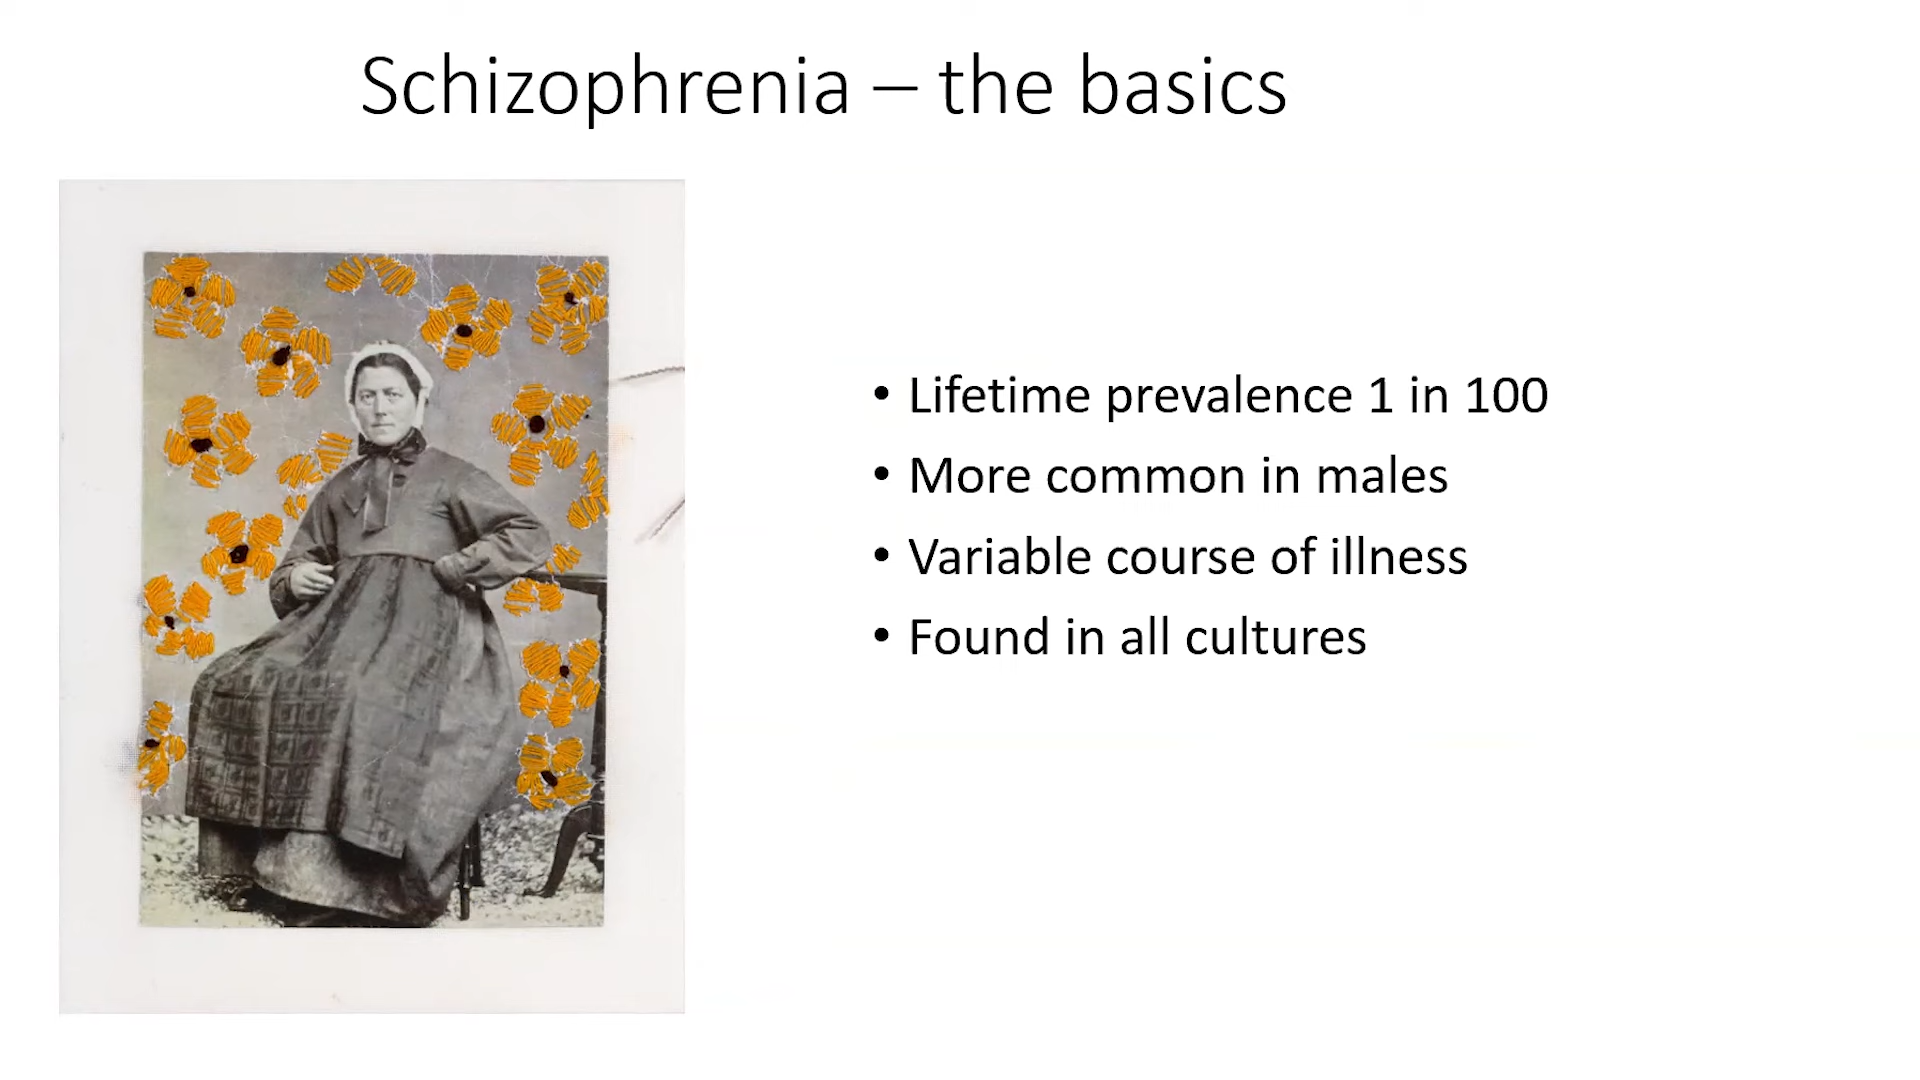 Schizophrenia – the basics
• Lifetime prevalence 1 in 100
• More common in males
• Variable course of illness
• Found in all cultures